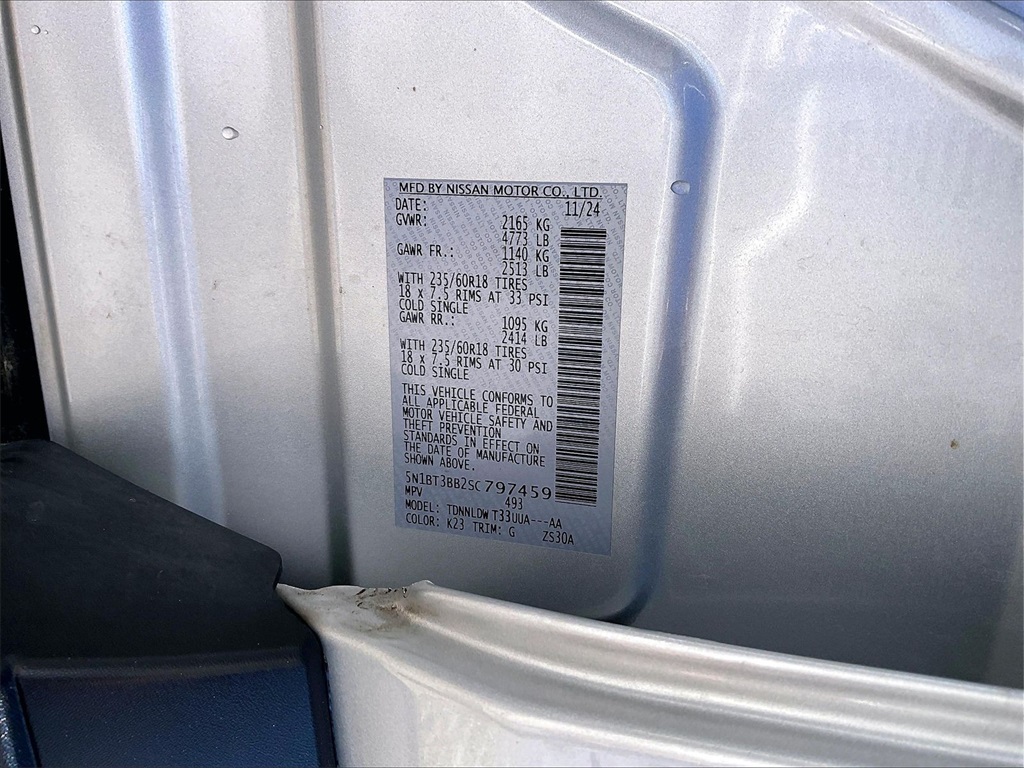 MFD BY NISSAN MOTOR CO., LTD.
DATE: 11/24
GVWR: 2165 KG
4773 LB
GAWR FR.: 1140 KG
2513 LB
WITH 235/60R18 TIRES
18 x 7.5 RIMS AT 33 PSI
COLD SINGLE
GAWR RR.: 1095 KG
2414 LB
WITH 235/60R18 TIRES
18 x 7.5 RIMS AT 30 PSI
COLD SINGLE
THIS VEHICLE CONFORMS TO
ALL APPLICABLE FEDERAL
MOTOR VEHICLE SAFETY AND
THEFT PREVENTION
STANDARDS IN EFFECT ON
THE DATE OF MANUFACTURE
SHOWN ABOVE.
5N1BT3BB2SC797459
MPV 493
MODEL: TDNNLDW T33UUA---AA
COLOR: K23 TRIM: G ZS30A